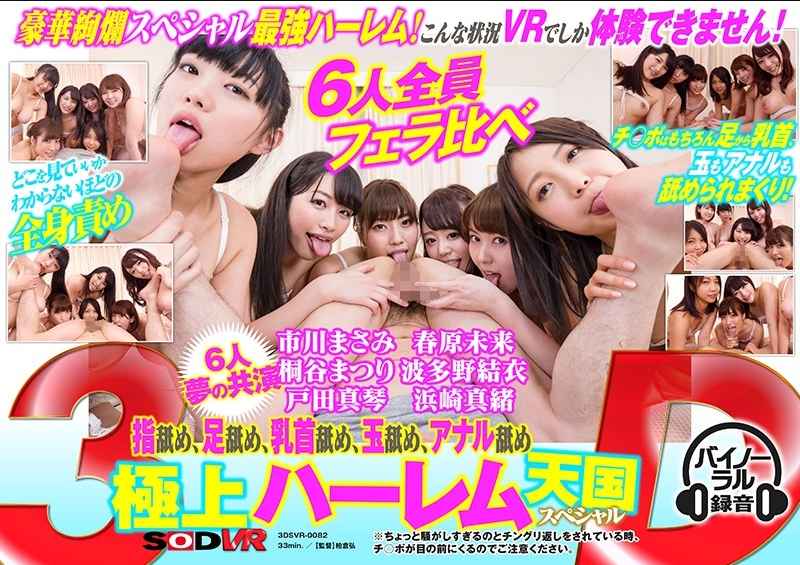 豪華絢爛スペシャル最強ハーレム!こんな状況VRでしか体験できません!
6人全員
フェラ比べ
どこを見ていいか
わからないほどの
全身責め
チ○ポはもちろん足から乳首、
玉もアナルも
舐められまくり!!
6人
夢の共演
市川まさみ 春原未来
桐谷まつり 波多野結衣
戸田真琴 浜崎真緒
指舐め、足舐め、乳首舐め、玉舐め、アナル舐め
3D
極上ハーレム天国
スペシャル
バイノー
ラル
録音
SODVR
3DSVR-0082
33min. /【監督】粕倉弘
※ちょっと騒がしすぎるのとチングリ返しをされている時、
チ○ポが目の前にくるのでご注意ください。